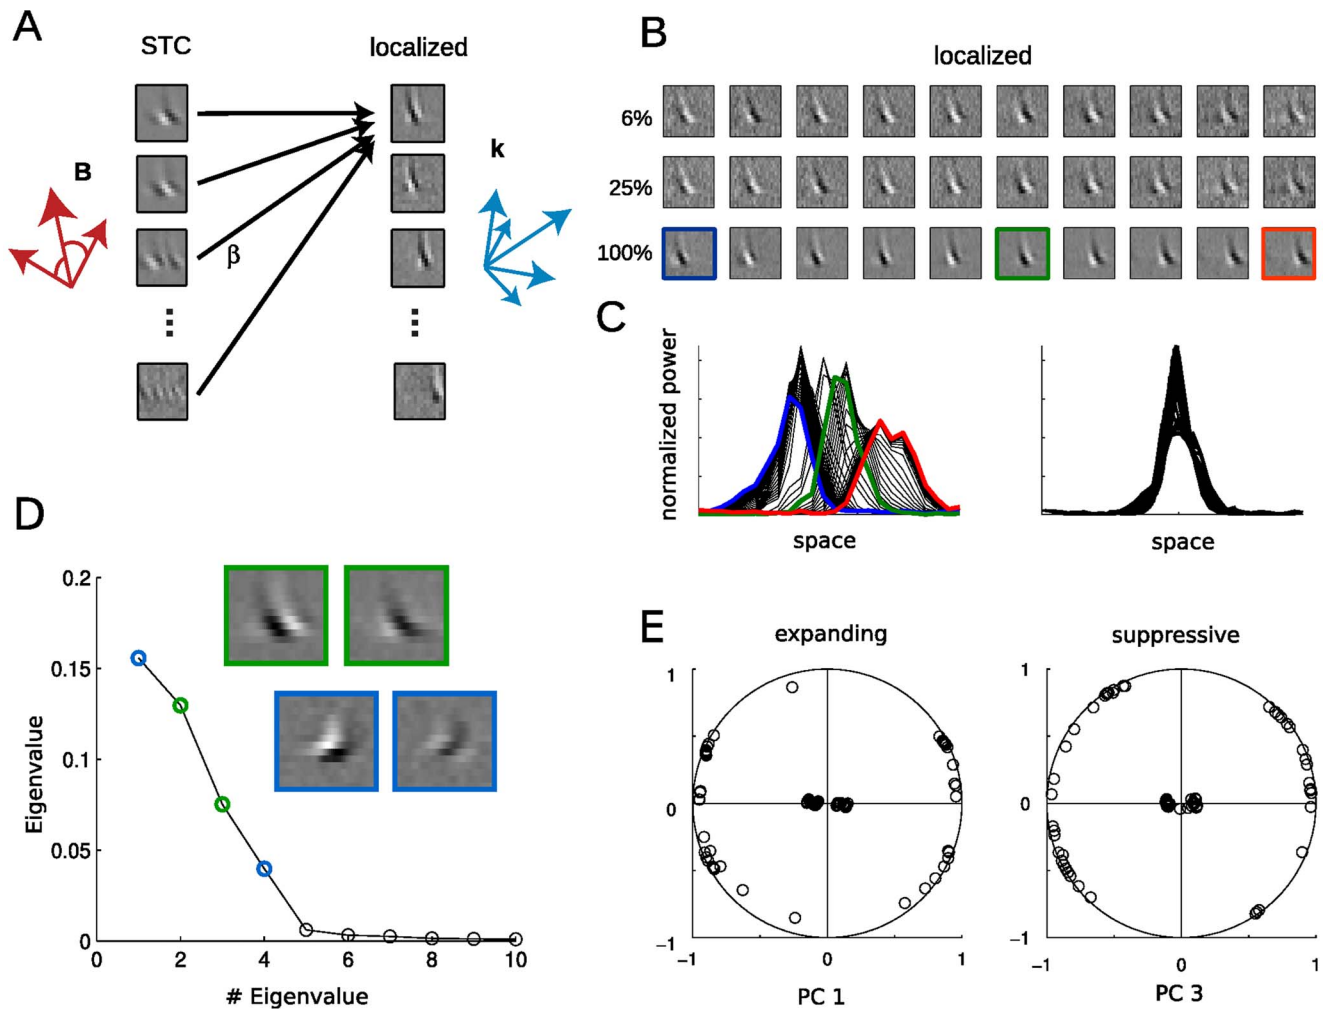 A
STC
localized
B
k
β
B
localized
6%
25%
100%
C
normalized power
space
space
D
0.2
0.15
0.1
0.05
0
0 2 4 6 8 10
Eigenvalue
# Eigenvalue
E
expanding
suppressive
1
0
−1
−1 0 1
PC 1
1
0
−1
−1 0 1
PC 3